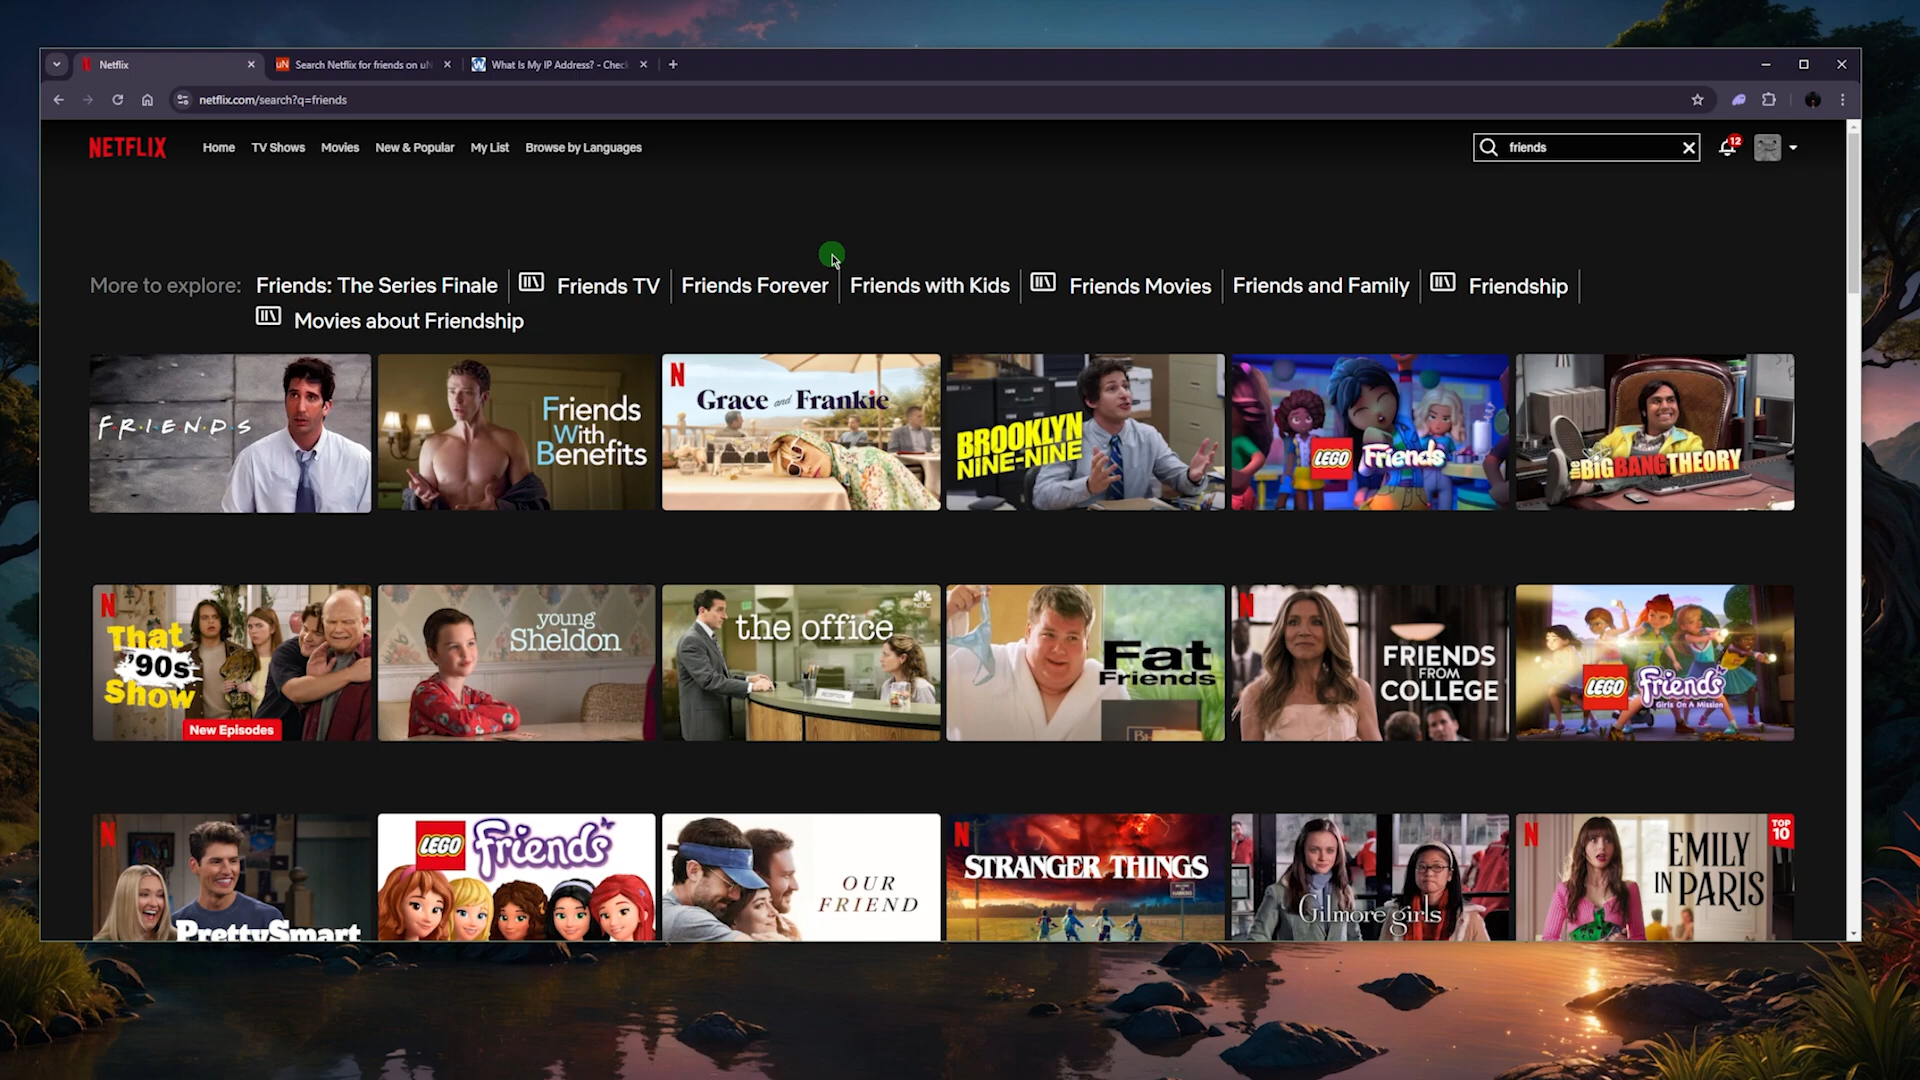 Netflix
Search Netflix for friends on uN
What Is My IP Address? - Chec
netflix.com/search?q=friends
NETFLIX
Home
TV Shows
Movies
New & Popular
My List
Browse by Languages
friends
12
More to explore:
Friends: The Series Finale
Friends TV
Friends Forever
Friends with Kids
Friends Movies
Friends and Family
Friendship
Movies about Friendship
F·R·I·E·N·D·S
Friends
With
Benefits
N
Grace and Frankie
BROOKLYN
NINE-NINE
LEGO Friends
the BIG BANG THEORY
N
That
'90s
Show
New Episodes
young
Sheldon
NBC
the office
RECEPTION
Fat
Friends
N
FRIENDS
FROM
COLLEGE
LEGO Friends
Girls On A Mission
N
PrettySmart
LEGO Friends
OUR
FRIEND
N
STRANGER THINGS
Gilmore girls
N
EMILY
IN PARIS
TOP
10